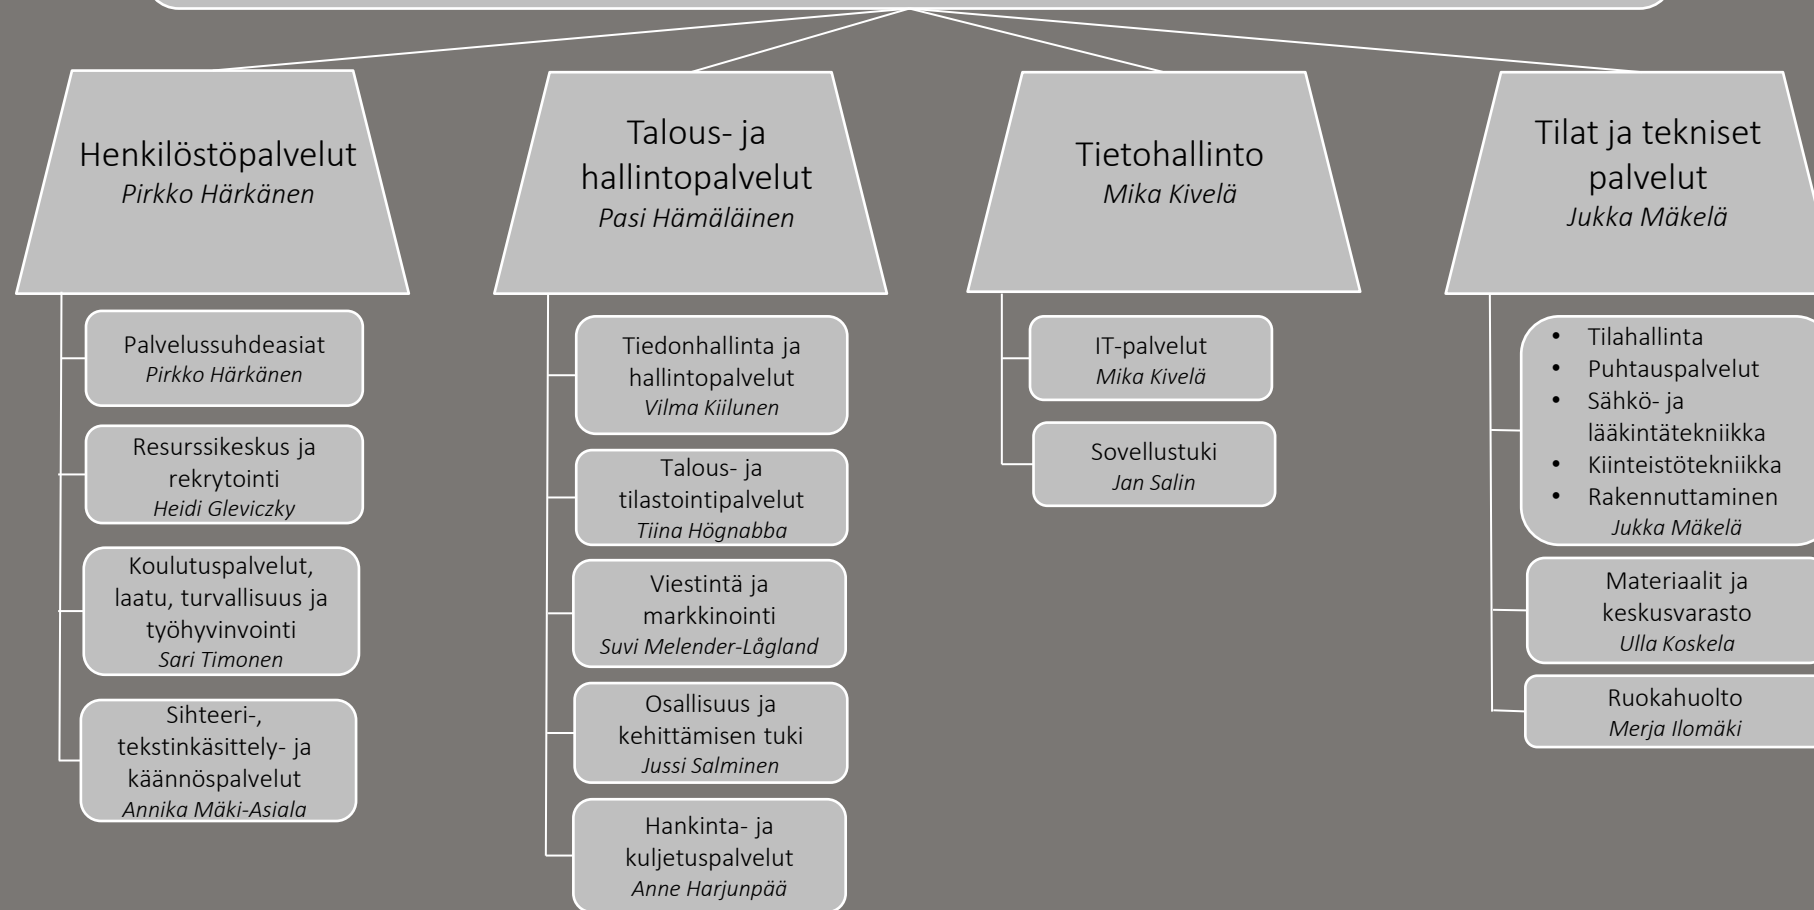 Henkilöstöpalvelut
Pirkko Härkänen
Palvelussuhdeasiat
Pirkko Härkänen
Resurssikeskus ja
rekrytointi
Heidi Gleviczky
Koulutuspalvelut,
laatu, turvallisuus ja
työhyvinvointi
Sari Timonen
Sihteeri-,
tekstinkäsittely- ja
käännöspalvelut
Annika Mäki-Asiala
Talous- ja
hallintopalvelut
Pasi Hämäläinen
Tiedonhallinta ja
hallintopalvelut
Vilma Kiilunen
Talous- ja
tilastointipalvelut
Tiina Högnabba
Viestintä ja
markkinointi
Suvi Melender-Lågland
Osallisuus ja
kehittämisen tuki
Jussi Salminen
Hankinta- ja
kuljetuspalvelut
Anne Harjunpää
Tietohallinto
Mika Kivelä
IT-palvelut
Mika Kivelä
Sovellustuki
Jan Salin
Tilat ja tekniset
palvelut
Jukka Mäkelä
• Tilahallinta
• Puhtauspalvelut
• Sähkö- ja
lääkintätekniikka
• Kiinteistötekniikka
• Rakennuttaminen
Jukka Mäkelä
Materiaalit ja
keskusvarasto
Ulla Koskela
Ruokahuolto
Merja Ilomäki